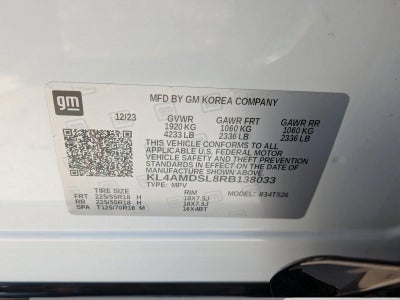 gm
MFD BY GM KOREA COMPANY
12/23 GVWR GAWR FRT GAWR RR
1920 KG 1060 KG 1060 KG
4233 LB 2336 LB 2336 LB
THIS VEHICLE CONFORMS TO ALL APPLICABLE
U.S. FEDERAL MOTOR
VEHICLE SAFETY AND THEFT PREVENTION
STANDARDS IN EFFECT ON THE DATE OF
MANUFACTURE SHOWN ABOVE.
KL4AMDSL8RB138033
TYPE: MPV MODEL: 834TS26
TIRE SIZE RIM
FRT 225/55R18 H 18X7.5J
RR 225/55R18 H 18X7.5J
SPA T125/70R16 M 16X4BT